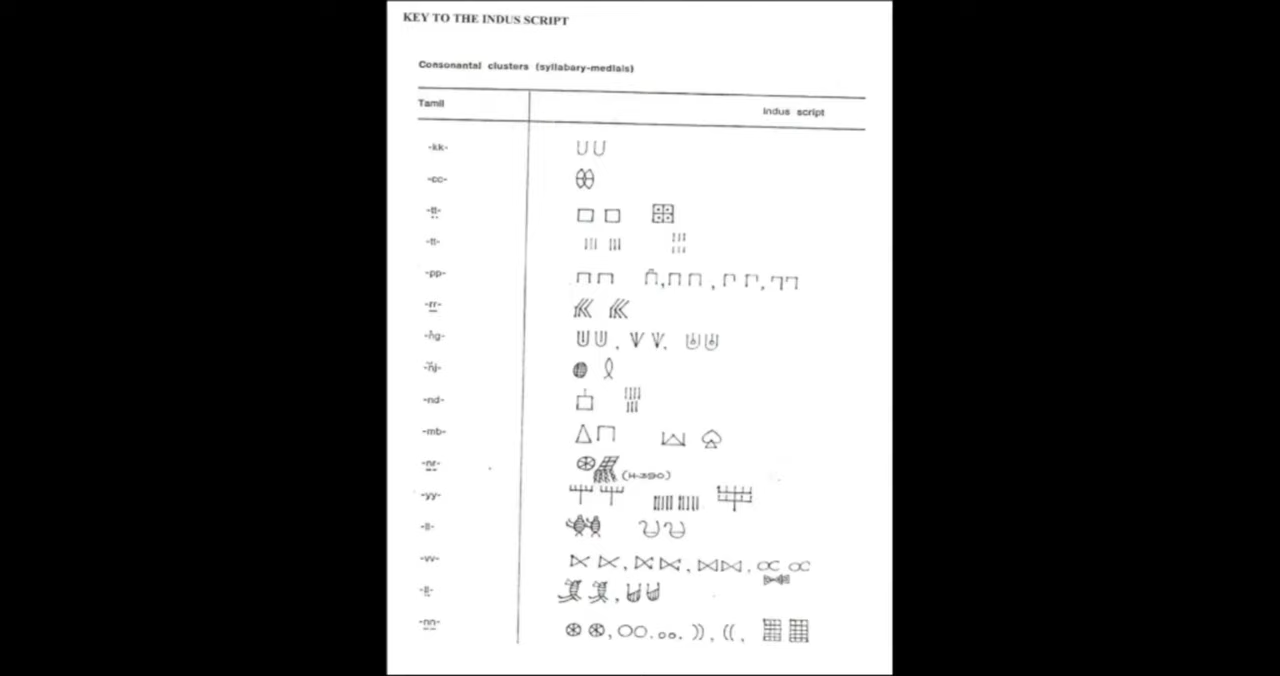 KEY TO THE INDUS SCRIPT
Consonantal clusters (syllabary-medials)
Tamil Indus script
-kk-
-cc-
-ṭṭ-
-tt-
-pp-
-ṟṟ-
-ṅg-
-ñj-
-nd-
-mb-
-ṉṟ- (H-390)
-yy-
-ll-
-vv-
-ḷḷ-
-ṉṉ-